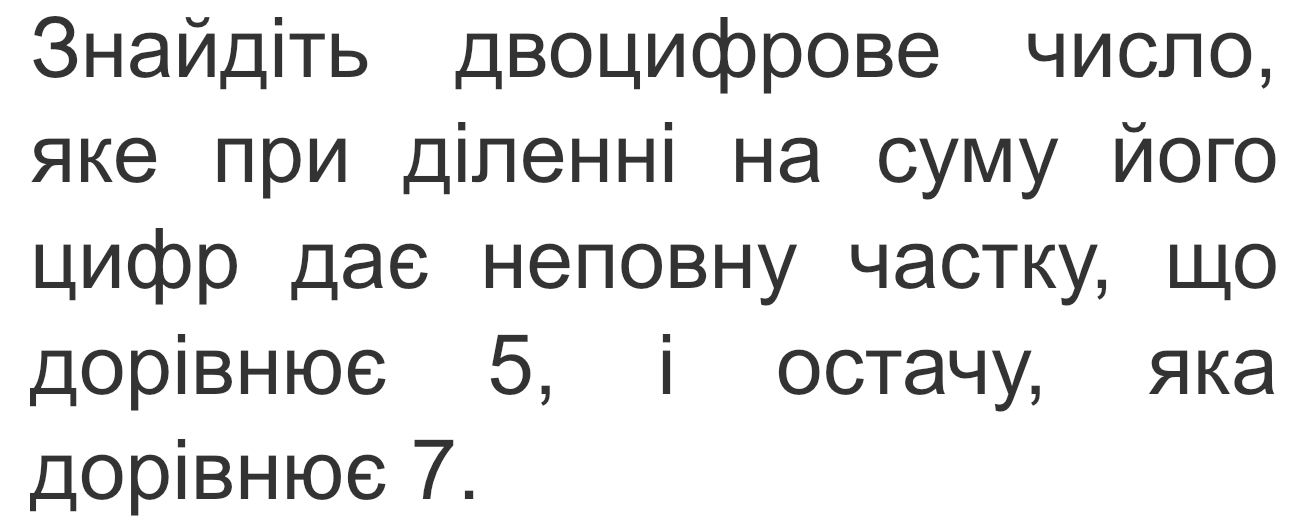 Знайдіть двоцифрове число,
яке при діленні на суму його
цифр дає неповну частку, що
дорівнює 5, і остачу, яка
дорівнює 7.